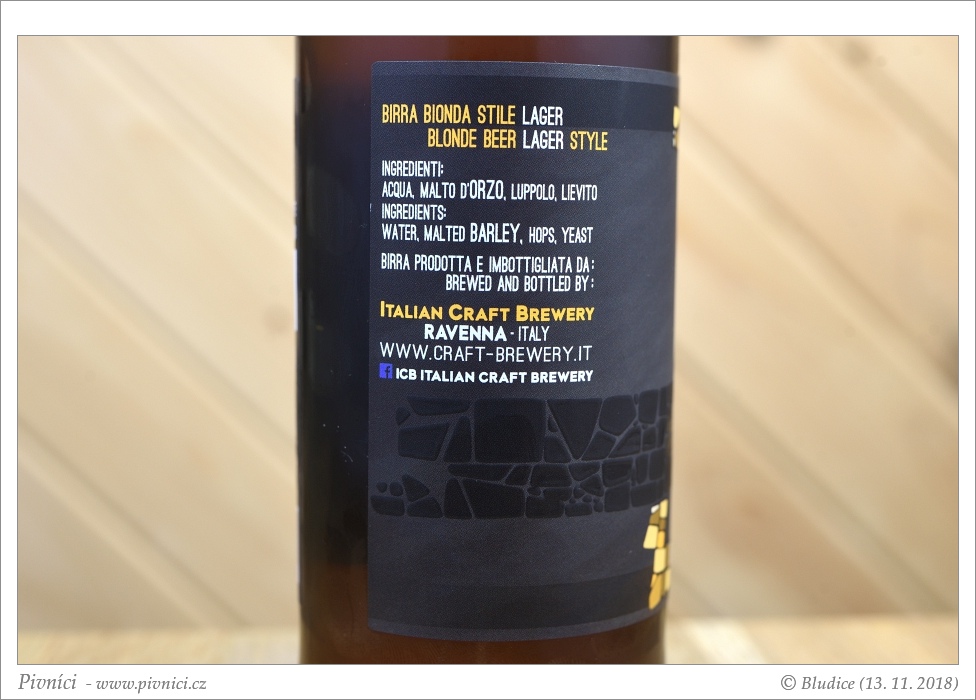 BIRRA BIONDA STILE LAGER
BLONDE BEER LAGER STYLE
INGREDIENTI:
ACQUA, MALTO D'ORZO, LUPPOLO, LIEVITO
INGREDIENTS:
WATER, MALTED BARLEY, HOPS, YEAST
BIRRA PRODOTTA E IMBOTTIGLIATA DA:
BREWED AND BOTTLED BY:
ITALIAN CRAFT BREWERY
RAVENNA - ITALY
WWW.CRAFT-BREWERY.IT
f ICB ITALIAN CRAFT BREWERY
Pivníci - www.pivnici.cz
© Bludice (13. 11. 2018)